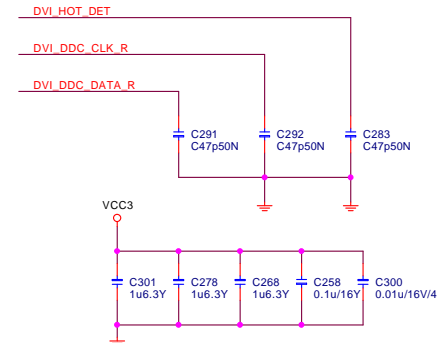 DVI_HOT_DET
DVI_DDC_CLK_R
DVI_DDC_DATA_R
C291 C292 C283
C47p50N C47p50N C47p50N
VCC3
C301 C278 C268 C258 C300
1u6.3Y 1u6.3Y 1u6.3Y 0.1u/16Y 0.01u/16V/4